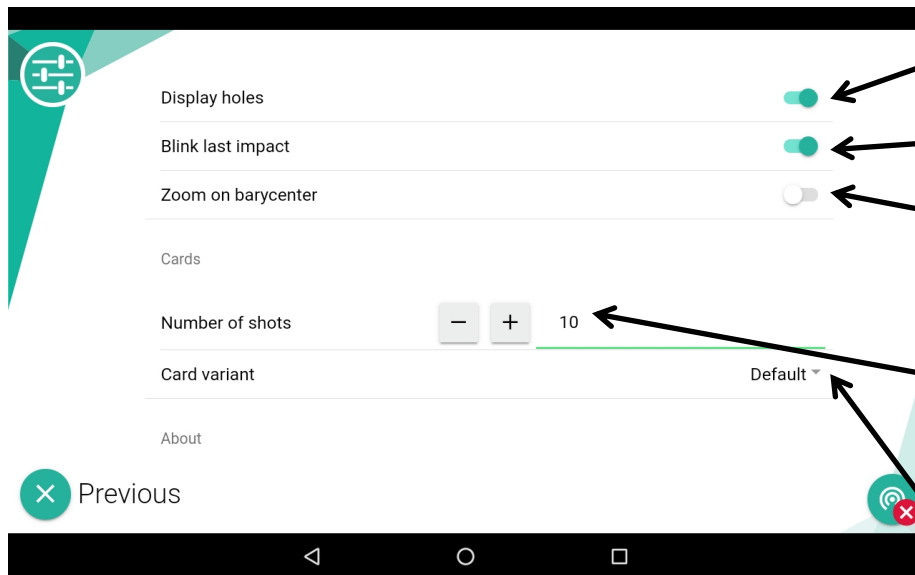 Display holes
Blink last impact
Zoom on barycenter
Cards
Number of shots − + 10
Card variant Default
About
Previous